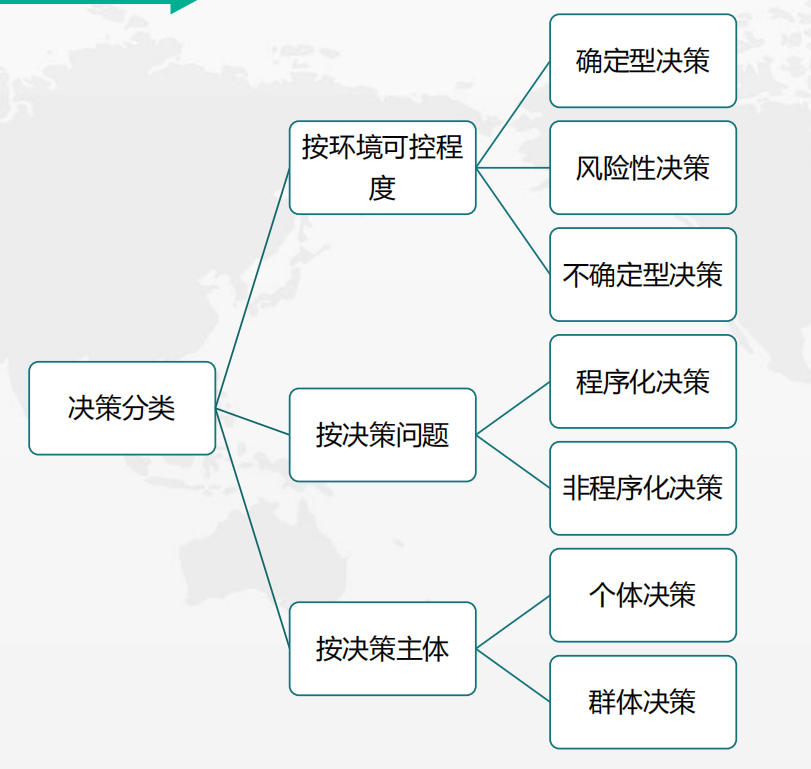 决策分类
按环境可控程
度
确定型决策
风险性决策
不确定型决策
按决策问题
程序化决策
非程序化决策
按决策主体
个体决策
群体决策